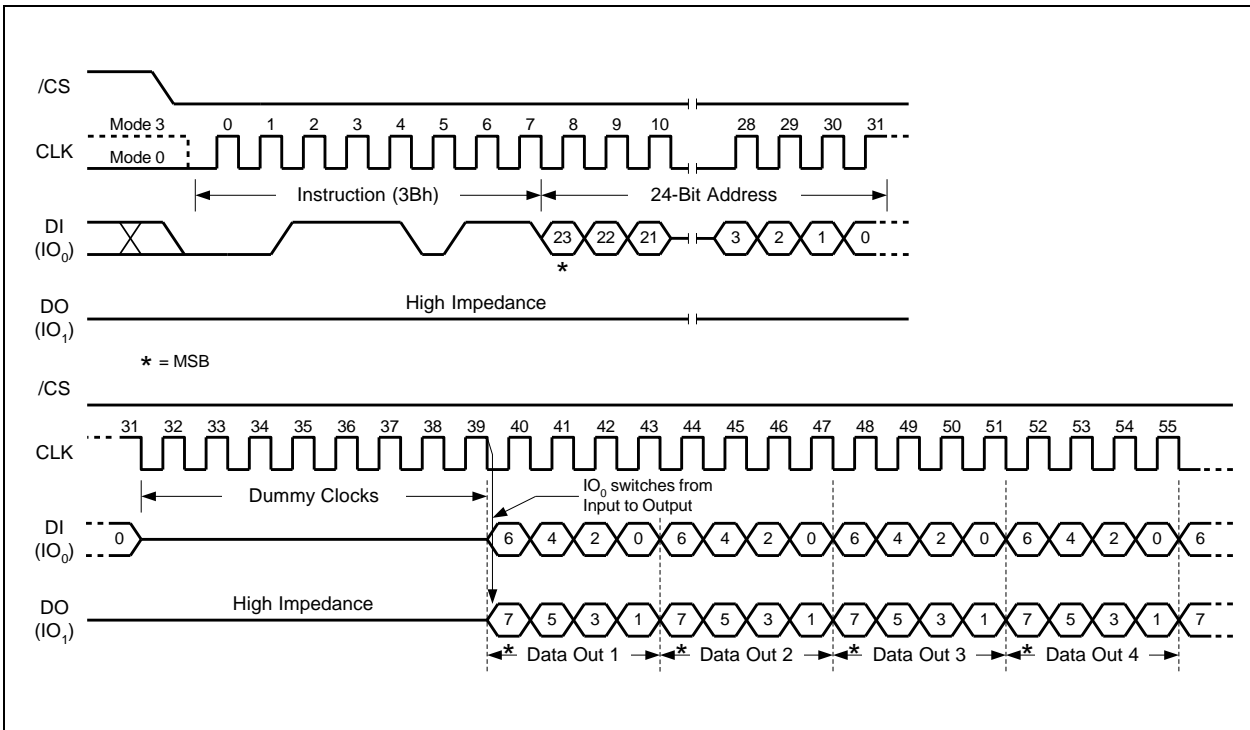 /CS
Mode 3 0 1 2 3 4 5 6 7 8 9 10 28 29 30 31
CLK
Mode 0
Instruction (3Bh) 24-Bit Address
DI
(IO0) 23 22 21 3 2 1 0
*
DO
(IO1)
High Impedance
* = MSB
/CS
31 32 33 34 35 36 37 38 39 40 41 42 43 44 45 46 47 48 49 50 51 52 53 54 55
CLK
Dummy Clocks
IO0 switches from
Input to Output
DI
(IO0) 0 6 4 2 0 6 4 2 0 6 4 2 0 6 4 2 0 6
DO
(IO1)
High Impedance 7 5 3 1 7 5 3 1 7 5 3 1 7 5 3 1 7
* Data Out 1 * Data Out 2 * Data Out 3 * Data Out 4